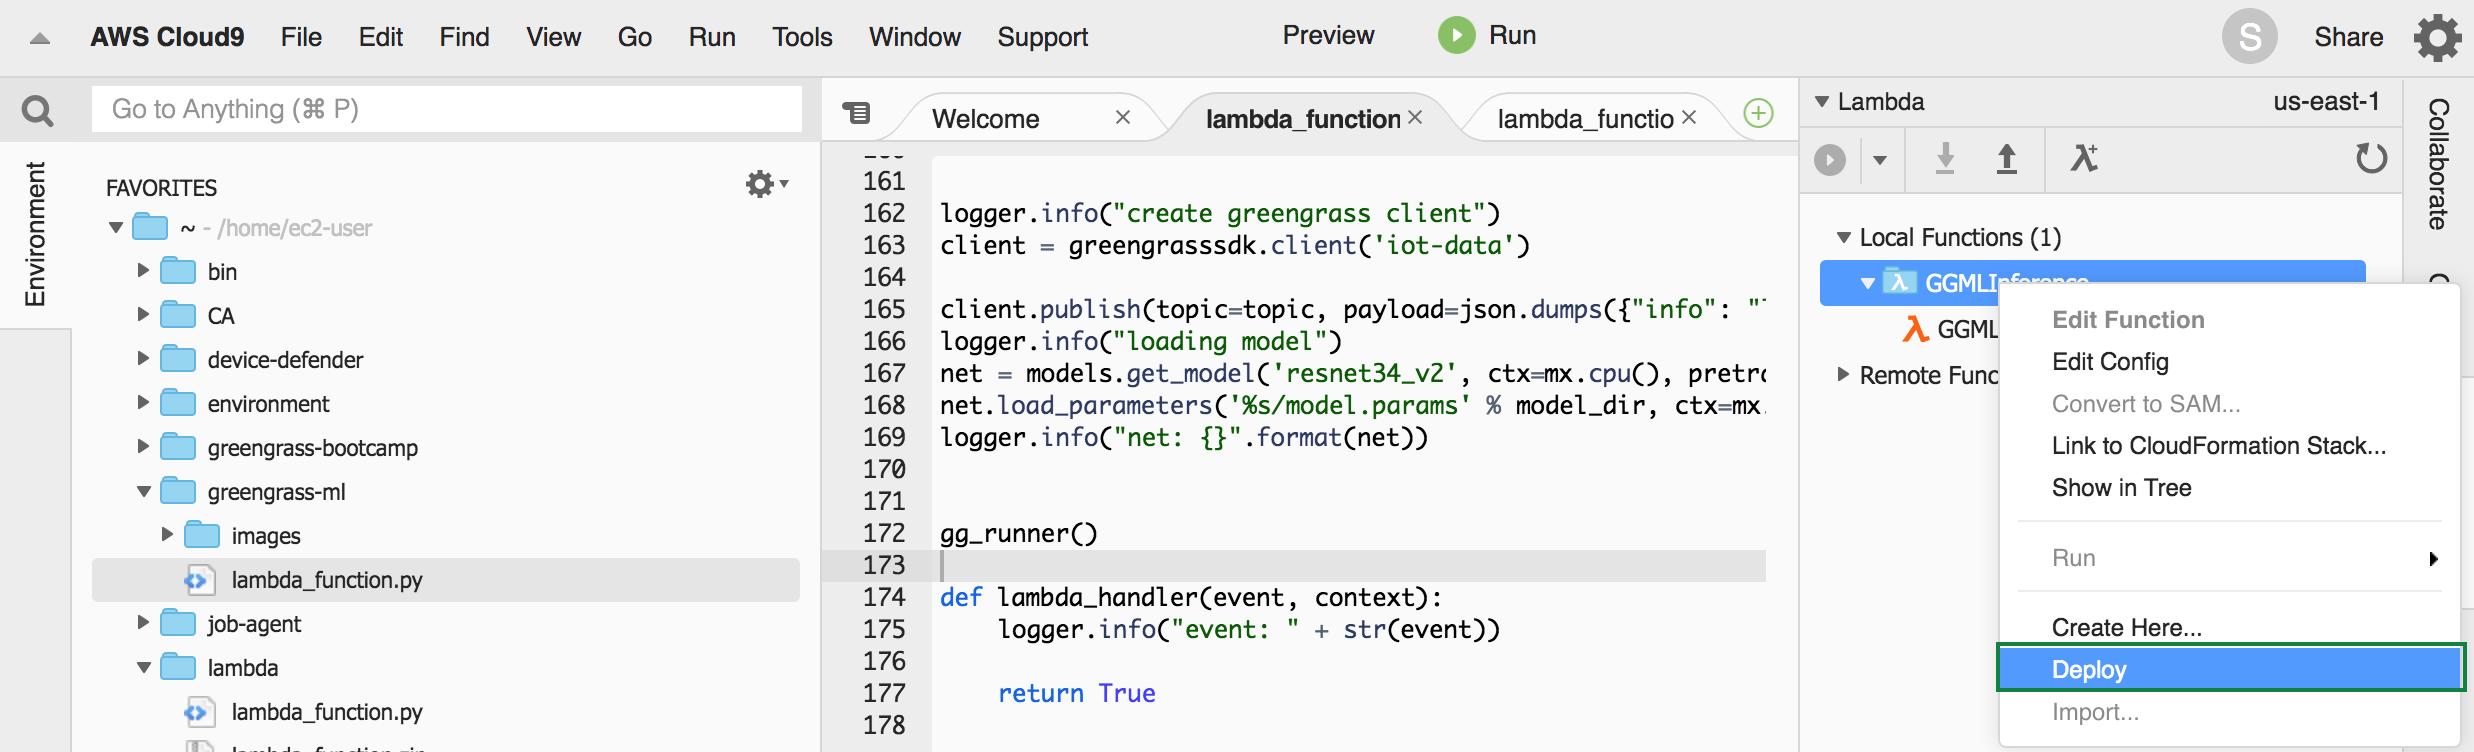 AWS Cloud9 File Edit Find View Go Run Tools Window Support Preview Run S Share
Go to Anything (⌘ P)
Environment
FAVORITES
~ - /home/ec2-user
bin
CA
device-defender
environment
greengrass-bootcamp
greengrass-ml
images
lambda_function.py
job-agent
lambda
lambda_function.py
Welcome × lambda_function × lambda_functio ×
161
162 logger.info("create greengrass client")
163 client = greengrasssdk.client('iot-data')
164
165 client.publish(topic=topic, payload=json.dumps({"info": "
166 logger.info("loading model")
167 net = models.get_model('resnet34_v2', ctx=mx.cpu(), pretra
168 net.load_parameters('%s/model.params' % model_dir, ctx=mx.
169 logger.info("net: {}".format(net))
170
171
172 gg_runner()
173
174 def lambda_handler(event, context):
175 logger.info("event: " + str(event))
176
177 return True
178
Lambda us-east-1
Local Functions (1)
GGMLInference
GGML
Remote Func
Edit Function
Edit Config
Convert to SAM...
Link to CloudFormation Stack...
Show in Tree
Run
Create Here...
Deploy
Import...
Collaborate